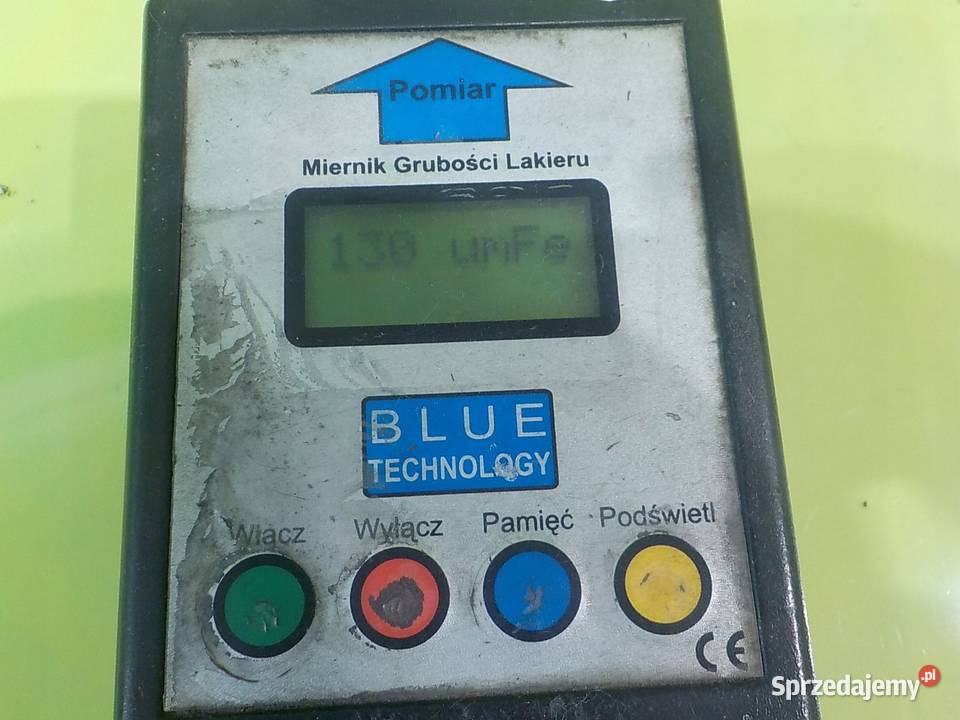 Pomiar
Miernik Grubości Lakieru
130 umFe
BLUE
TECHNOLOGY
Włącz Wyłącz Pamięć Podświetl
CE
Sprzedajemy.pl